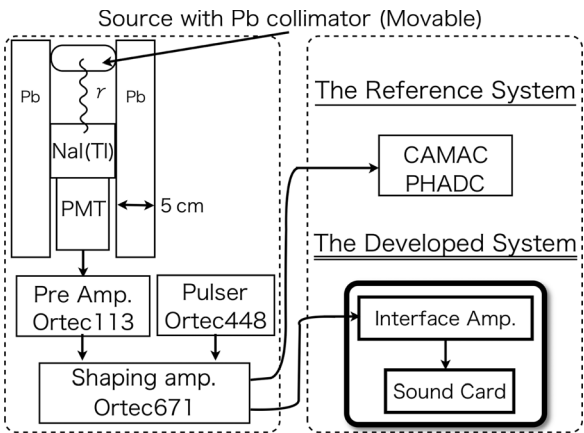 Source with Pb collimator (Movable)
Pb
r
Pb
NaI(Tl)
PMT
5 cm
Pre Amp.
Ortec113
Pulser
Ortec448
Shaping amp.
Ortec671
The Reference System
CAMAC
PHADC
The Developed System
Interface Amp.
Sound Card